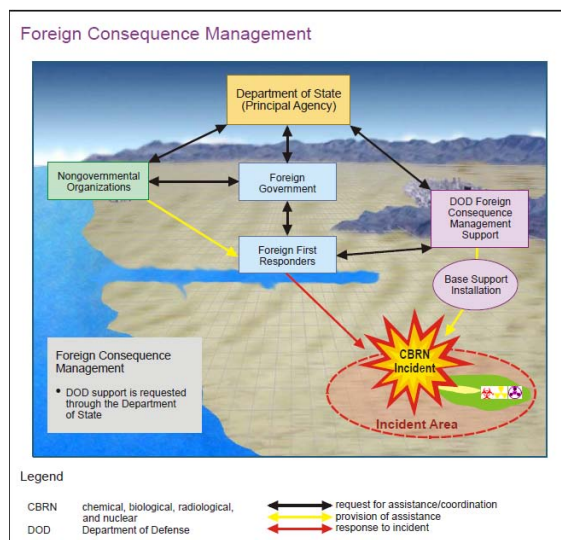 Foreign Consequence Management
Department of State
(Principal Agency)
Nongovernmental
Organizations
Foreign
Government
DOD Foreign
Consequence
Management
Support
Foreign First
Responders
Base Support
Installation
CBRN
Incident
Incident Area
Foreign Consequence
Management
• DOD support is requested
through the Department
of State
Legend
CBRN chemical, biological, radiological,
and nuclear
DOD Department of Defense
request for assistance/coordination
provision of assistance
response to incident